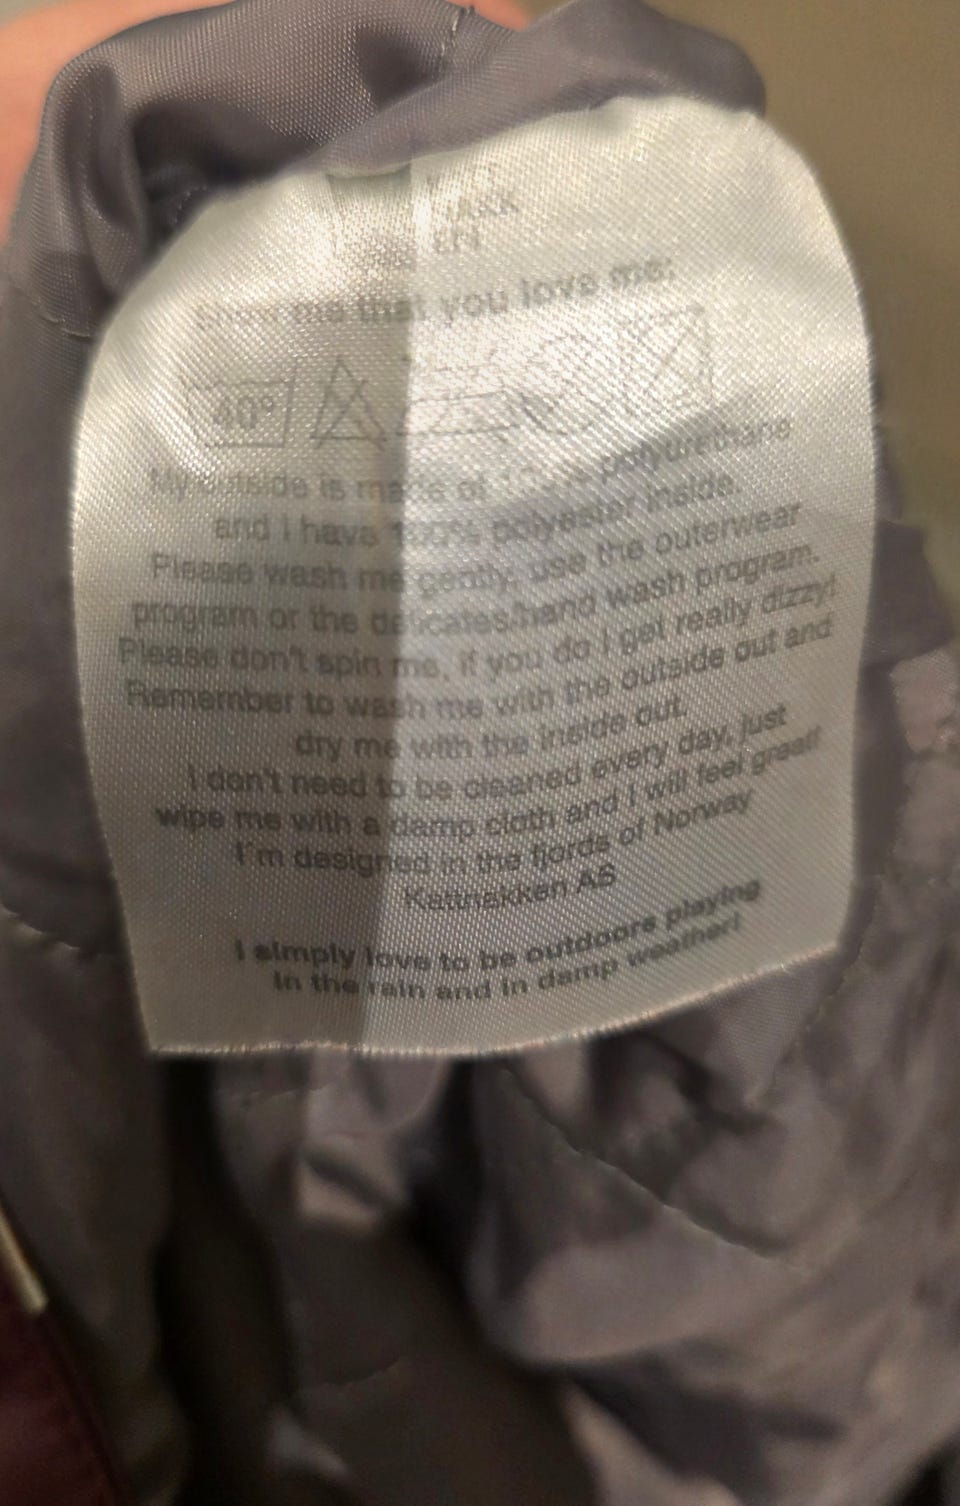 me that you love me:
40°
My outside is made of polyurethane
and I have 100% polyester inside.
Please wash me gently, use the outerwear
program or the delicates/hand wash program.
Please don't spin me, if you do I get really dizzy!
Remember to wash me with the outside out and
dry me with the inside out.
I don't need to be cleaned every day, just
wipe me with a damp cloth and I will feel great!
I'm designed in the fjords of Norway
Kattnakken AS
I simply love to be outdoors playing
In the rain and in damp weather!